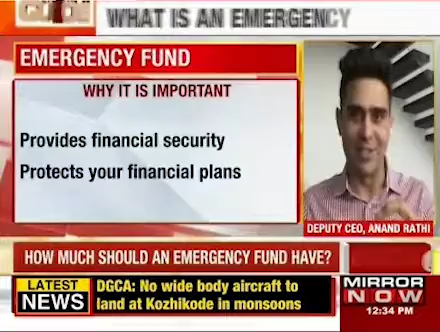 WHAT IS AN EMERGENCY
EMERGENCY FUND
WHY IT IS IMPORTANT
Provides financial security
Protects your financial plans
DEPUTY CEO, ANAND RATHI
HOW MUCH SHOULD AN EMERGENCY FUND HAVE?
LATEST
NEWS
DGCA: No wide body aircraft to
land at Kozhikode in monsoons
MIRROR
NOW
12:34 PM